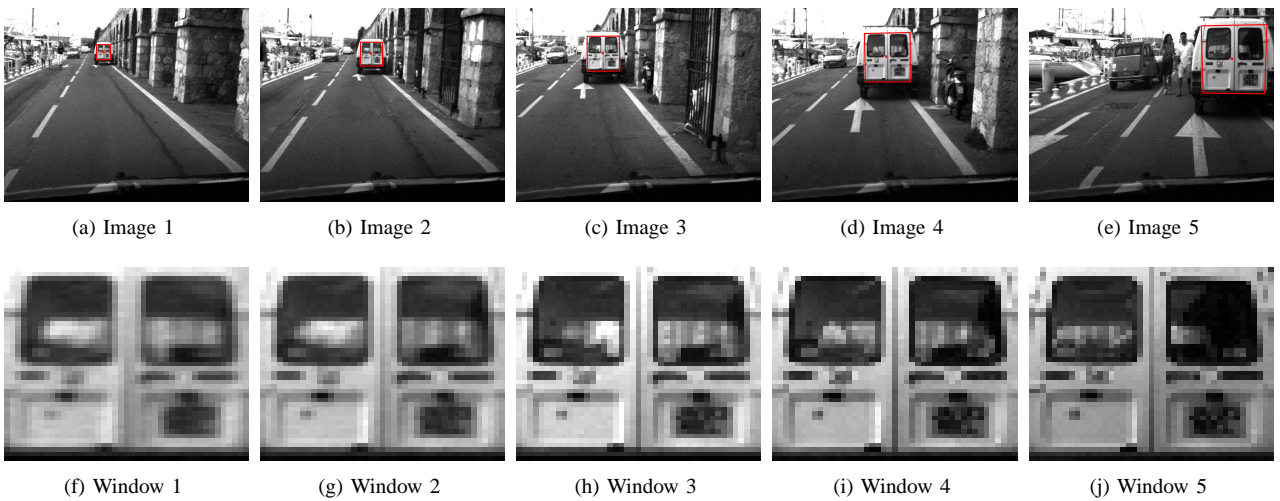 (a) Image 1
(b) Image 2
(c) Image 3
(d) Image 4
(e) Image 5
(f) Window 1
(g) Window 2
(h) Window 3
(i) Window 4
(j) Window 5